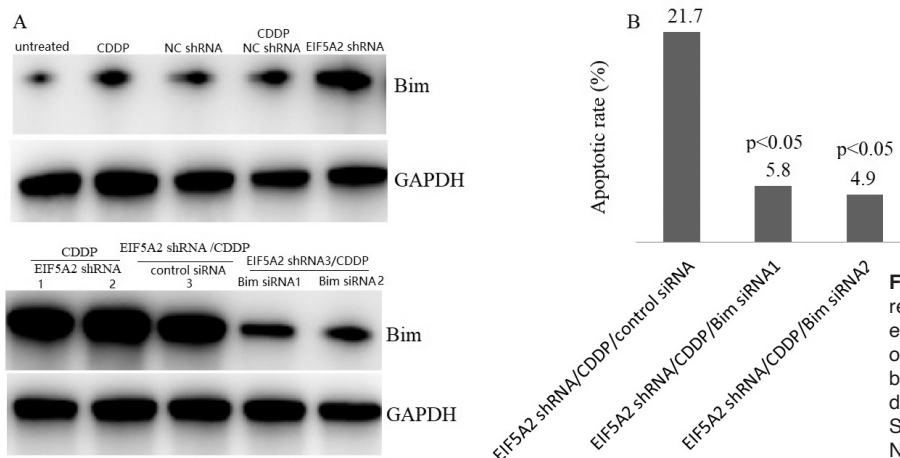 A
untreated CDDP NC shRNA CDDP NC shRNA EIF5A2 shRNA
Bim
GAPDH
CDDP EIF5A2 shRNA /CDDP EIF5A2 shRNA3/CDDP
EIF5A2 shRNA control siRNA Bim siRNA1 Bim siRNA2
1 2 3
Bim
GAPDH
B
Apoptotic rate (%)
21.7
p<0.05
5.8
p<0.05
4.9
EIF5A2 shRNA/CDDP/control siRNA
EIF5A2 shRNA/CDDP/Bim siRNA1
EIF5A2 shRNA/CDDP/Bim siRNA2
F
re
e
o
b
d
S
N